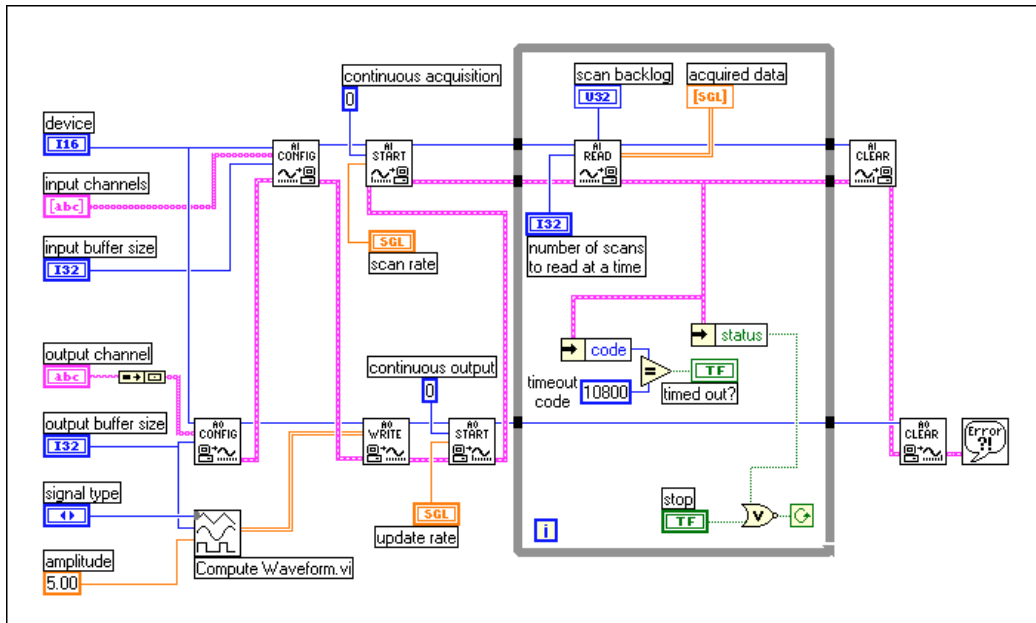 continuous acquisition
0
scan backlog
U32
acquired data
[SGL]
device
I16
AI
CONFIG
AI
START
AI
READ
AI
CLEAR
input channels
[abc]
input buffer size
I32
SGL
scan rate
I32
number of scans
to read at a time
output channel
abc
continuous output
0
code
status
timeout
code
10800
=
TF
timed out?
output buffer size
I32
AO
CONFIG
AO
WRITE
AO
START
AO
CLEAR
Error
?!
signal type
SGL
update rate
stop
TF
V
i
amplitude
5.00
Compute Waveform.vi